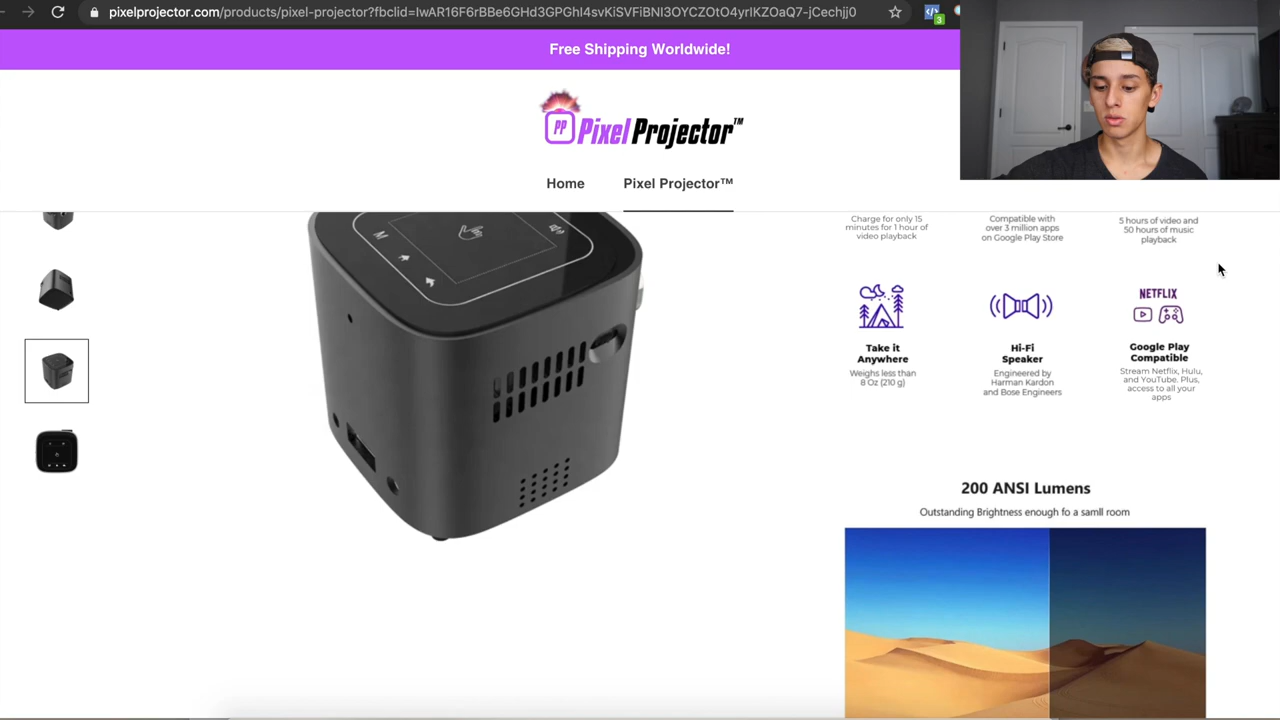 pixelprojector.com/products/pixel-projector?fbclid=IwAR16F6rBBe6GHd3GPGhl4svKiSVFiBNI3OYCZOtO4yrIKZOaQ7-jCechjj0
3
Free Shipping Worldwide!
PP PixelProjector™
Home
Pixel Projector™
Charge for only 15
minutes for 1 hour of
video playback
Compatible with
over 3 million apps
on Google Play Store
5 hours of video and
50 hours of music
playback
M
NETFLIX
Take it
Anywhere
Weighs less than
8 Oz (210 g)
Hi-Fi
Speaker
Engineered by
Harman Kardon
and Bose Engineers
Google Play
Compatible
Stream Netflix, Hulu,
and YouTube. Plus,
access to all your
apps
200 ANSI Lumens
Outstanding Brightness enough fo a samll room